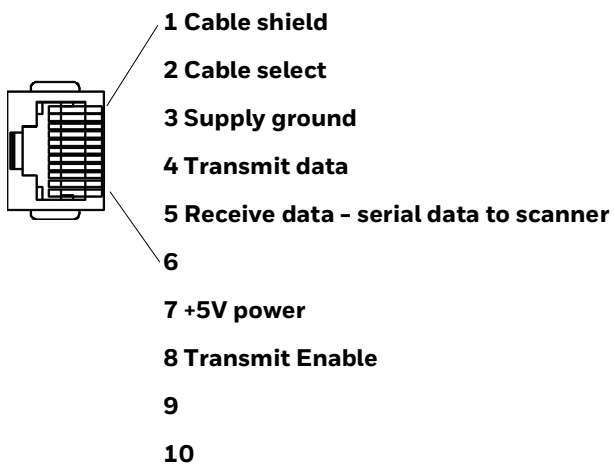 1 Cable shield
2 Cable select
3 Supply ground
4 Transmit data
5 Receive data - serial data to scanner
6
7 +5V power
8 Transmit Enable
9
10